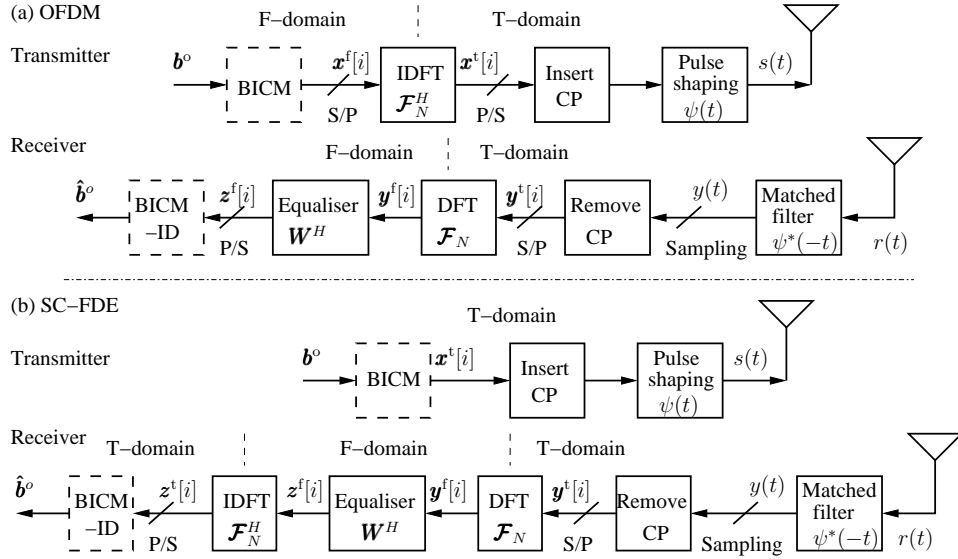 (a) OFDM
F−domain
T−domain
Transmitter
b° BICM x^f[i] S/P IDFT F_N^H x^t[i] P/S Insert CP Pulse shaping ψ(t) s(t)
Receiver
F−domain
T−domain
b̂^o BICM −ID z^f[i] P/S Equaliser W^H y^f[i] DFT F_N y^t[i] S/P Remove CP y(t) Sampling Matched filter ψ*(−t) r(t)
(b) SC−FDE
T−domain
Transmitter
b° BICM x^t[i] Insert CP Pulse shaping ψ(t) s(t)
Receiver
T−domain
F−domain
T−domain
b̂^o BICM −ID z^t[i] P/S IDFT F_N^H z^f[i] Equaliser W^H y^f[i] DFT F_N y^t[i] S/P Remove CP y(t) Sampling Matched filter ψ*(−t) r(t)